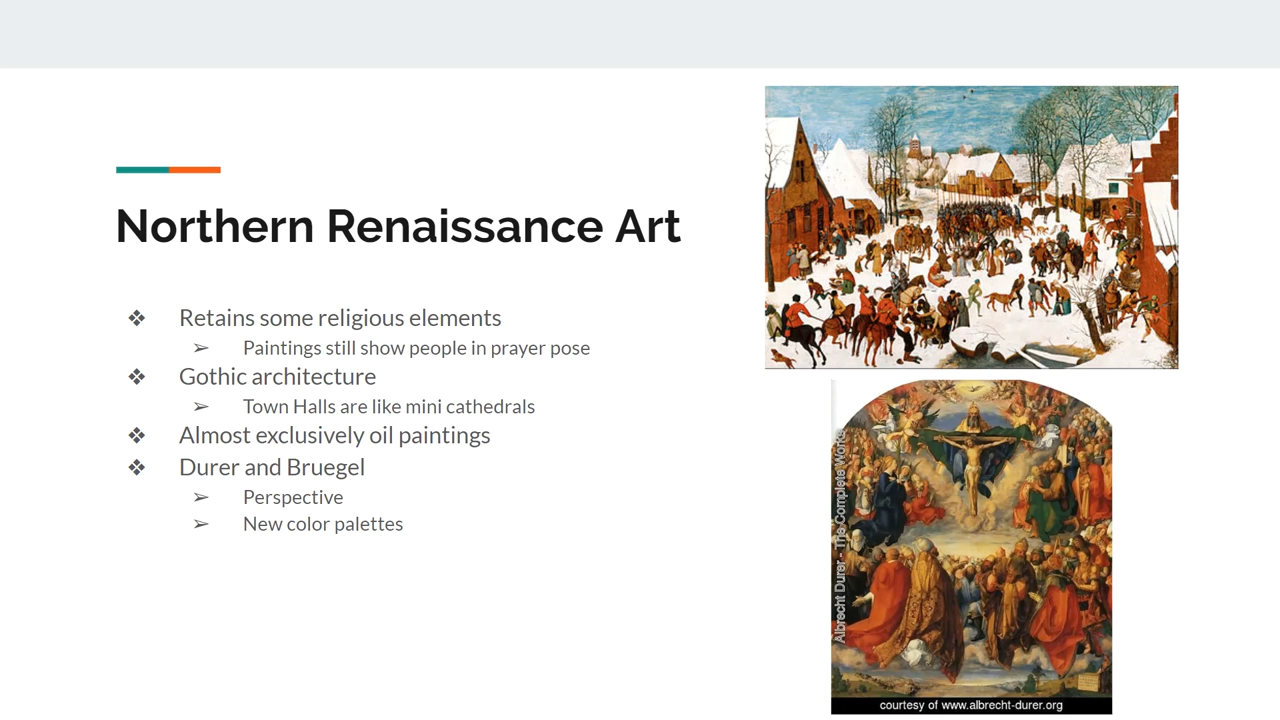 Northern Renaissance Art
❖ Retains some religious elements
➢ Paintings still show people in prayer pose
❖ Gothic architecture
➢ Town Halls are like mini cathedrals
❖ Almost exclusively oil paintings
❖ Durer and Bruegel
➢ Perspective
➢ New color palettes
Albrecht Durer - The Complete Works
courtesy of www.albrecht-durer.org